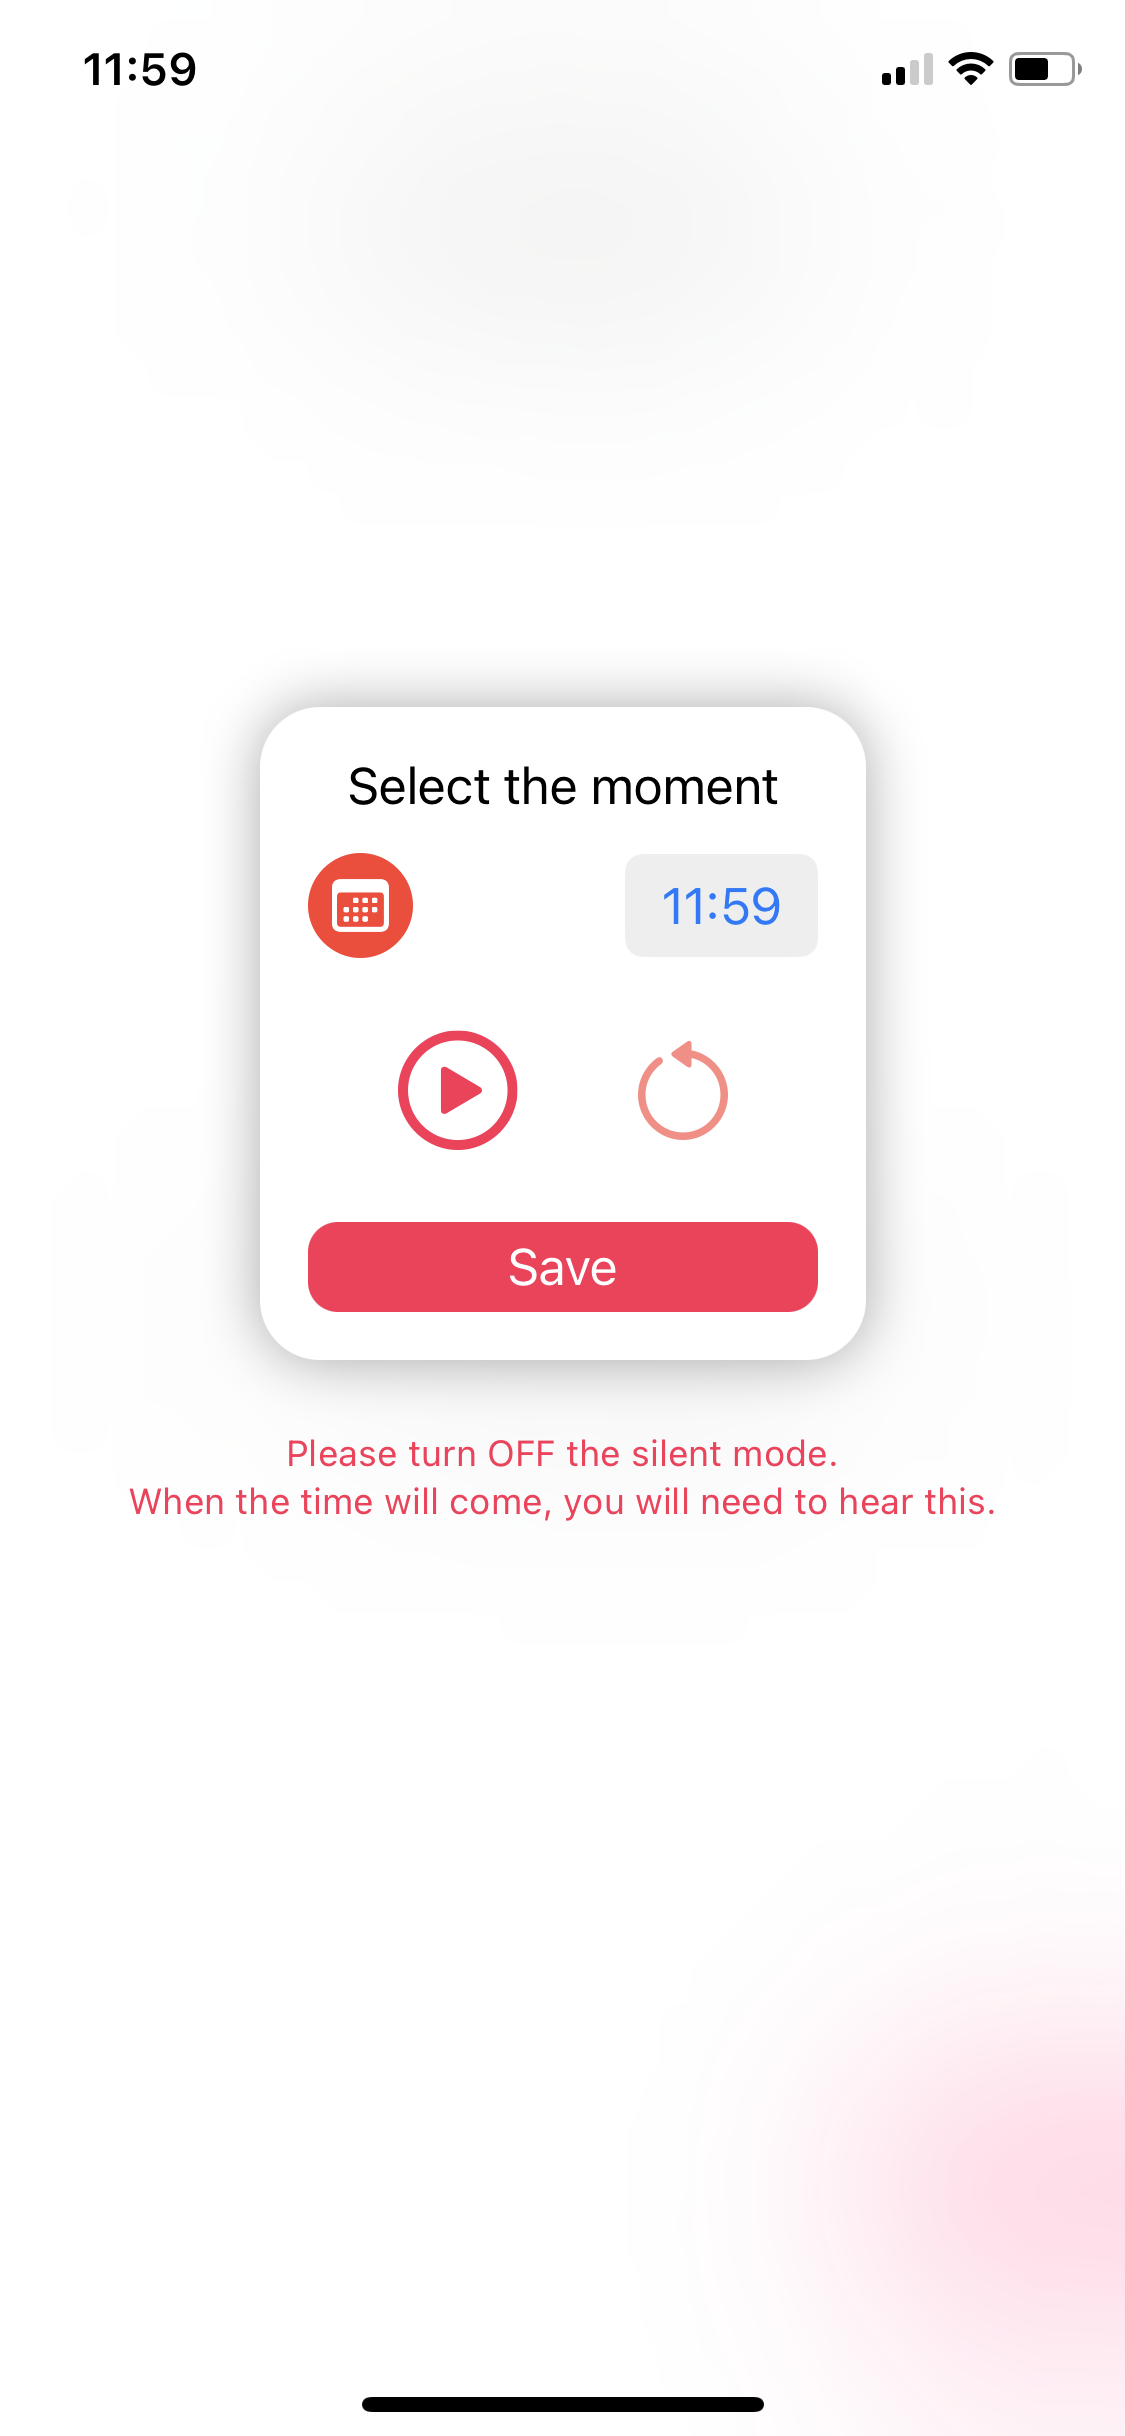 11:59
Select the moment
11:59
Save
Please turn OFF the silent mode.
When the time will come, you will need to hear this.